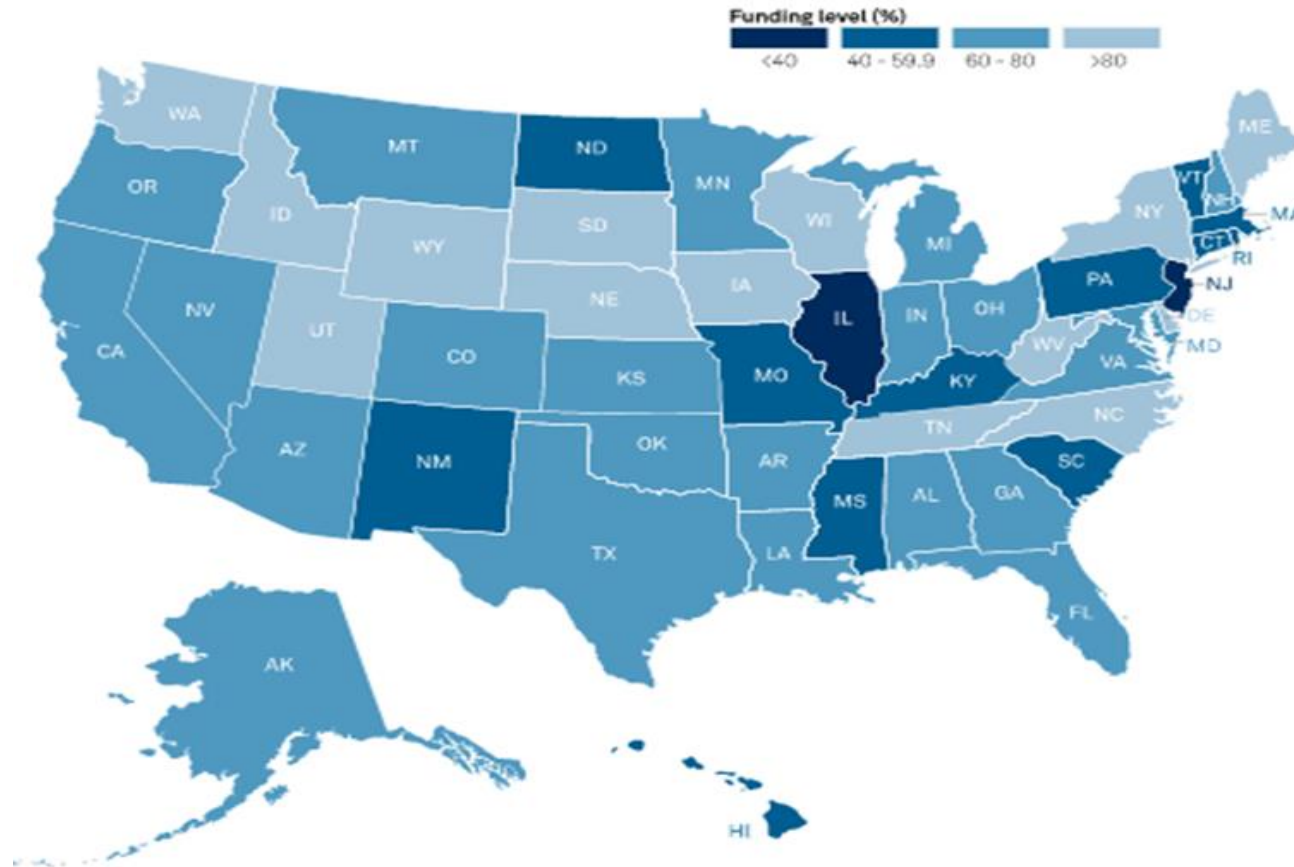 Funding level (%)
<40 40 - 59.9 60 - 80 >80
WA
ME
MT
ND
VT
MN
OR
NH
ID
SD
WI
NY
MA
WY
MI
CT
RI
IA
PA
NJ
NE
NV
IL
IN
OH
DE
UT
WV
MD
CA
CO
VA
KS
MO
KY
NC
TN
AZ
OK
NM
AR
SC
MS
AL
GA
TX
LA
FL
AK
HI